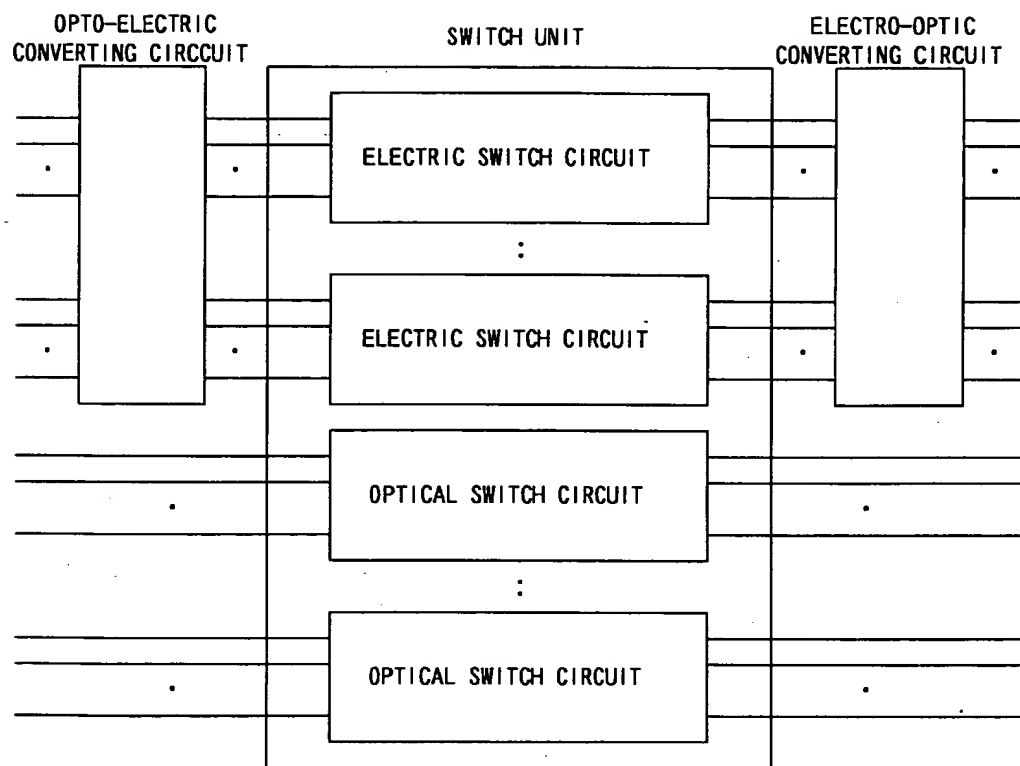 OPTO-ELECTRIC
CONVERTING CIRCCUIT
SWITCH UNIT
ELECTRO-OPTIC
CONVERTING CIRCUIT
ELECTRIC SWITCH CIRCUIT
ELECTRIC SWITCH CIRCUIT
OPTICAL SWITCH CIRCUIT
OPTICAL SWITCH CIRCUIT